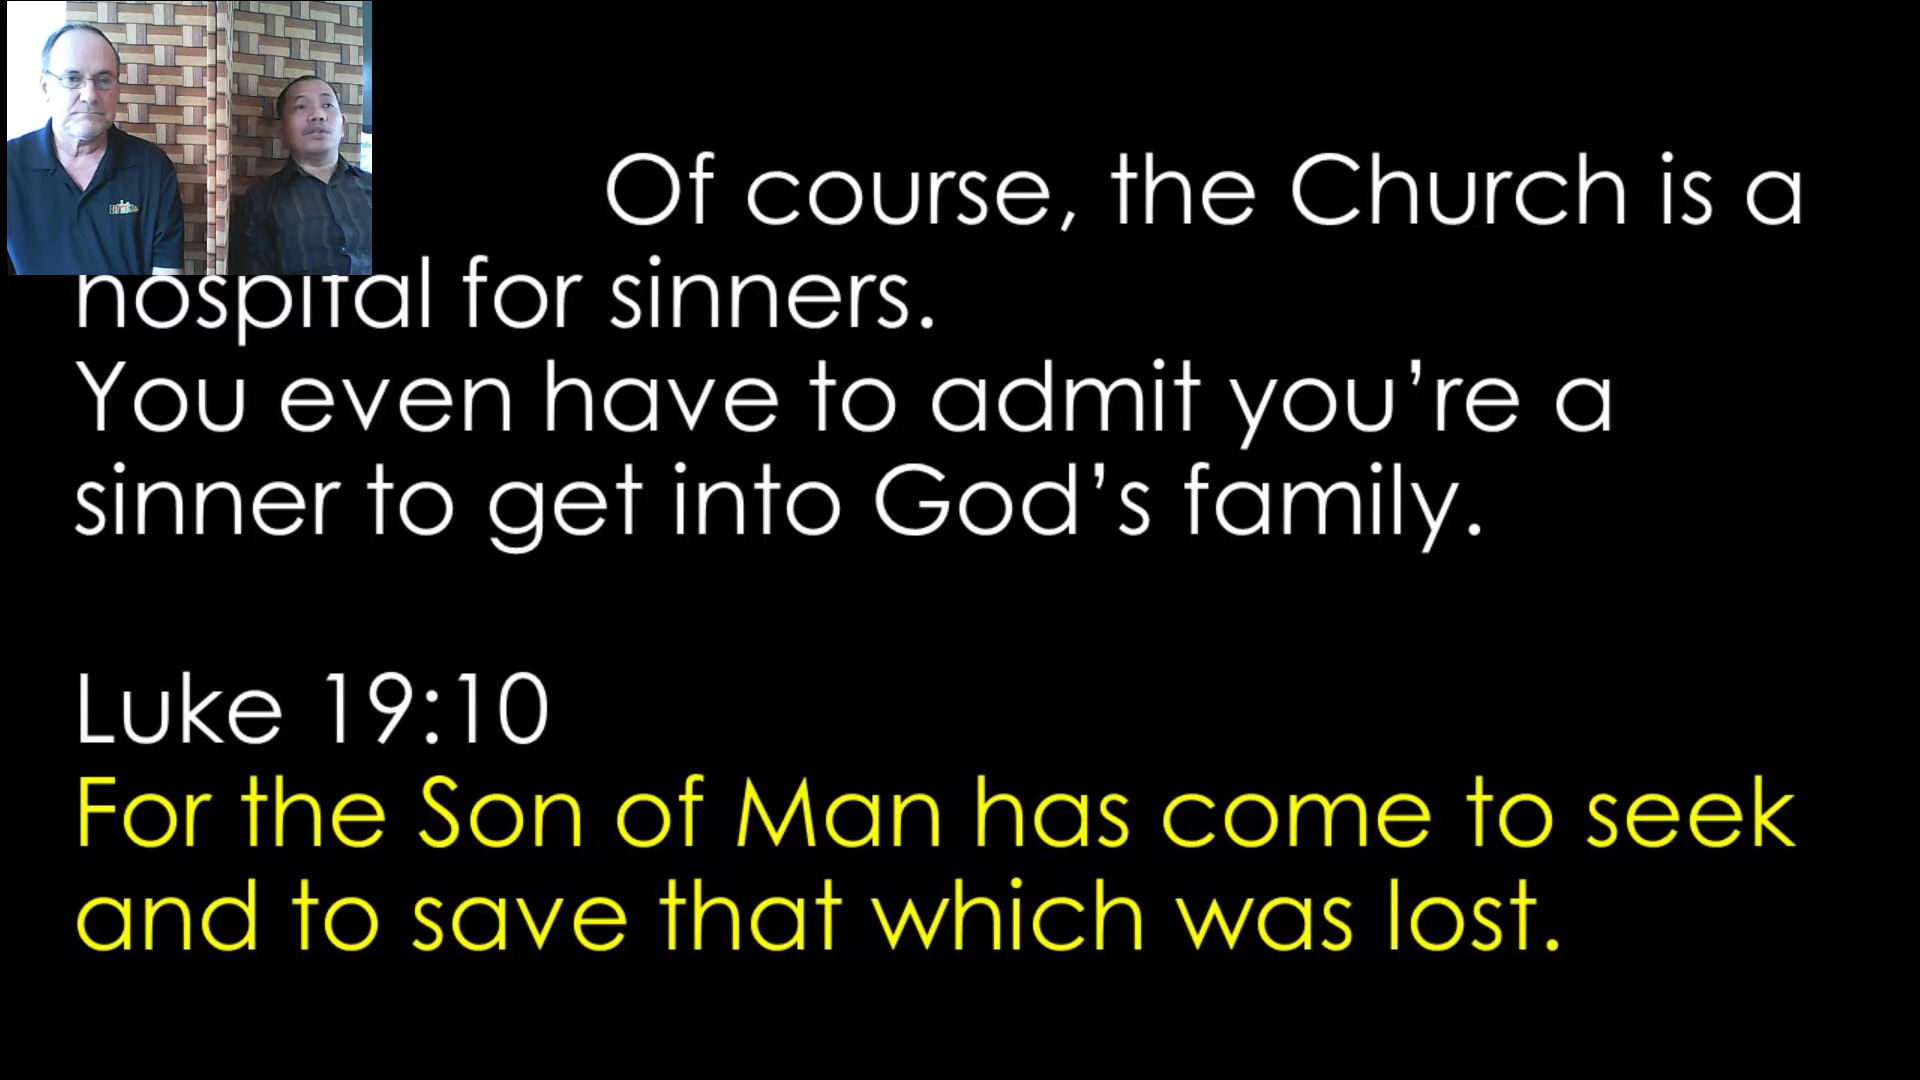 Of course, the Church is a
hospital for sinners.
You even have to admit you’re a
sinner to get into God’s family.
Luke 19:10
For the Son of Man has come to seek
and to save that which was lost.